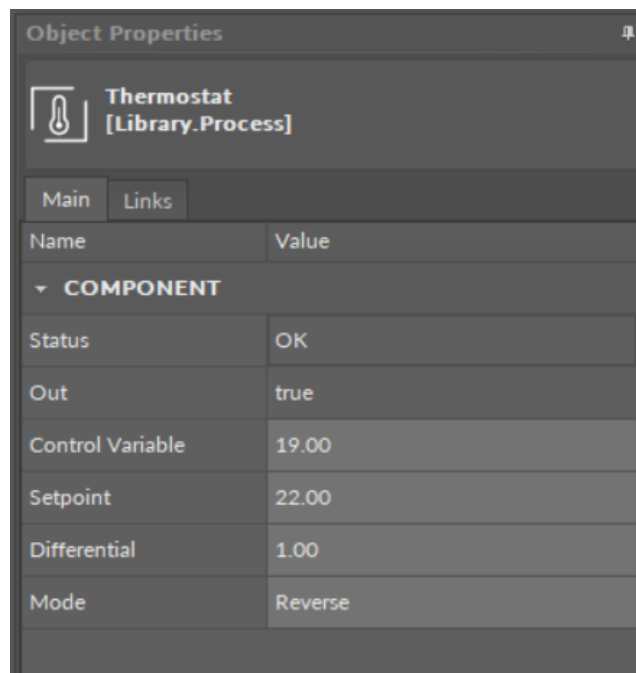 Object Properties
Thermostat
[Library.Process]
Main Links
Name Value
COMPONENT
Status OK
Out true
Control Variable 19.00
Setpoint 22.00
Differential 1.00
Mode Reverse